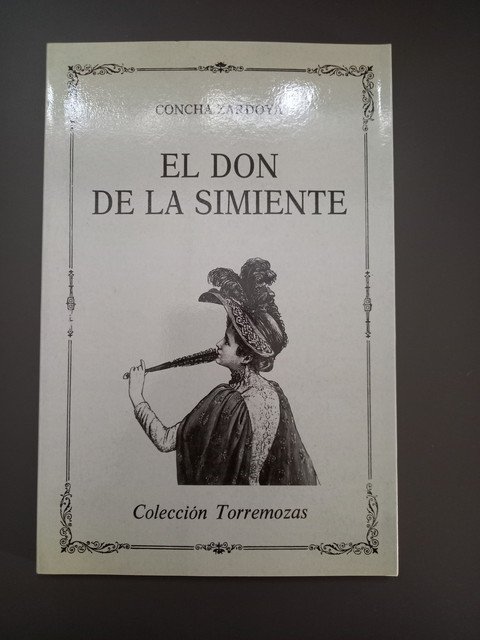 CONCHA ZARDOYA
EL DON
DE LA SIMIENTE
Colección Torremozas